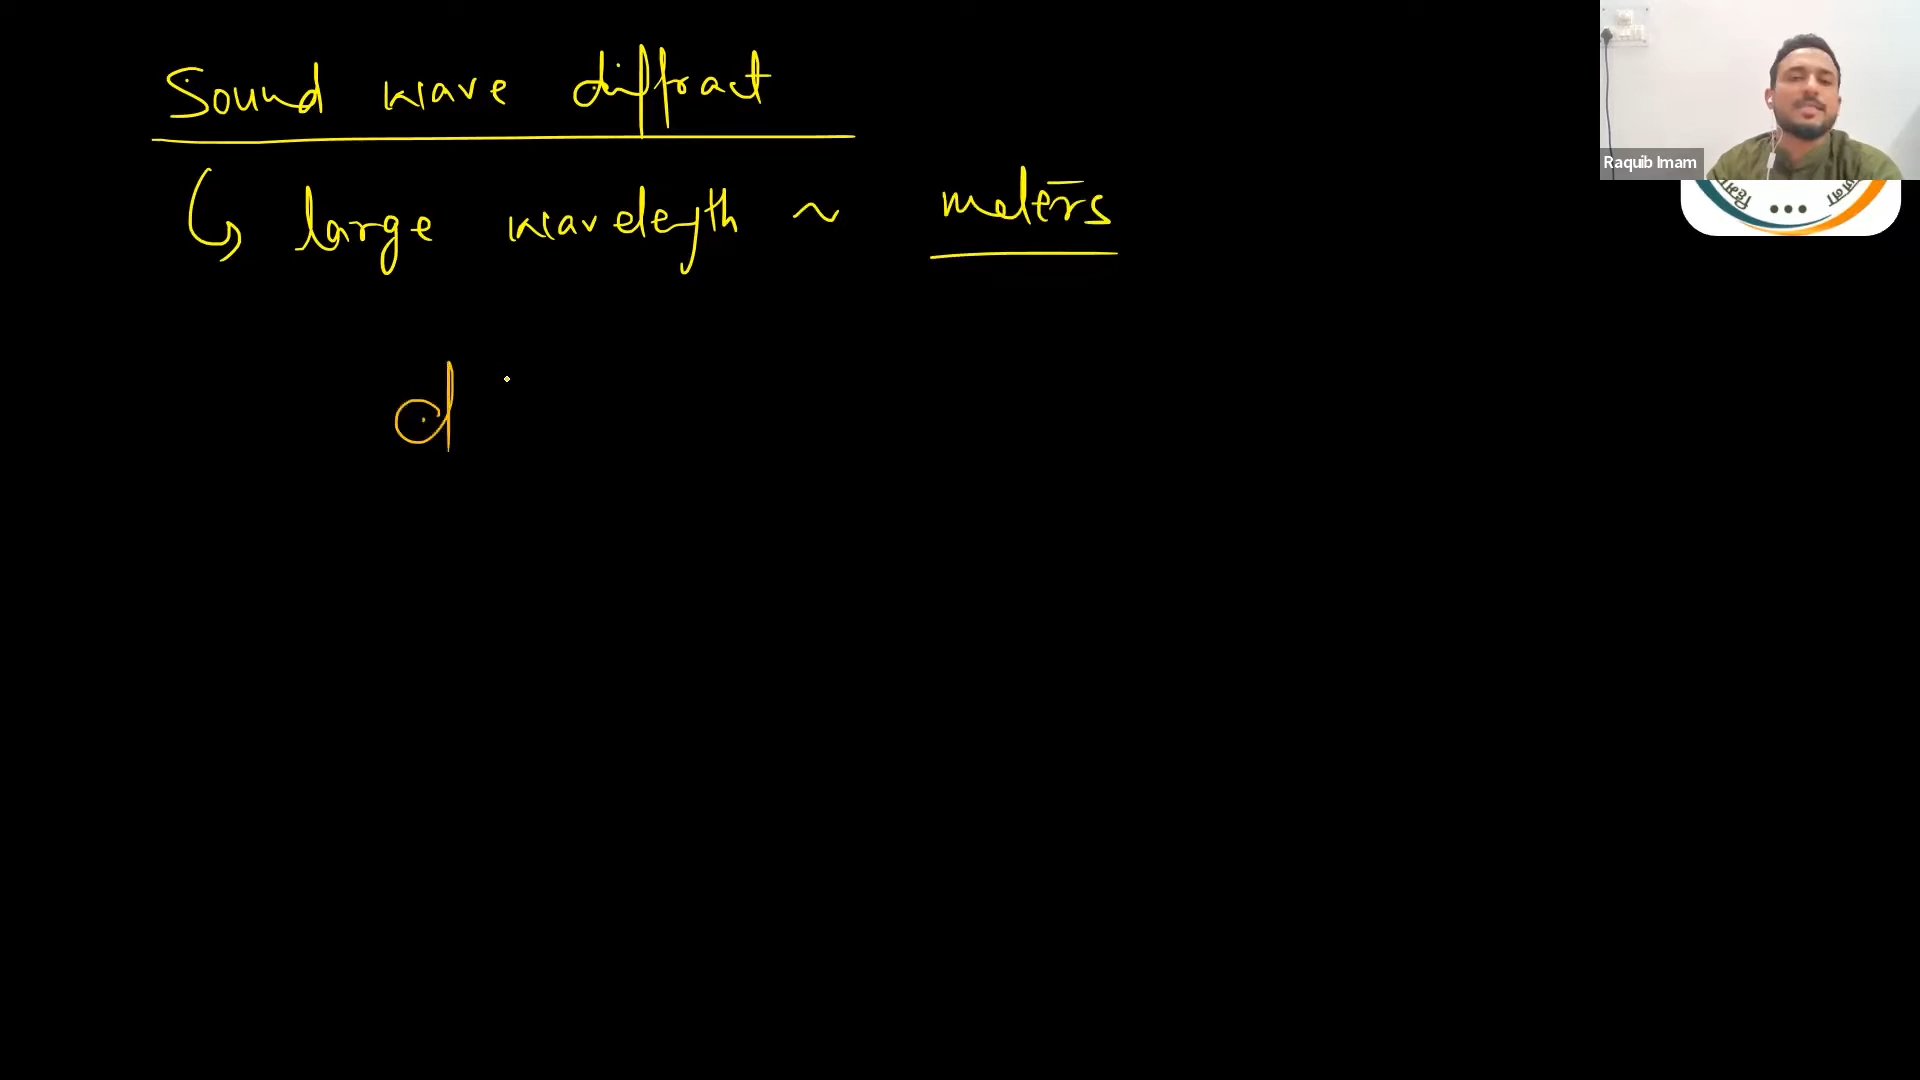 Sound wave diffract
↳ large wavelength ~ meters
d
Raquib Imam